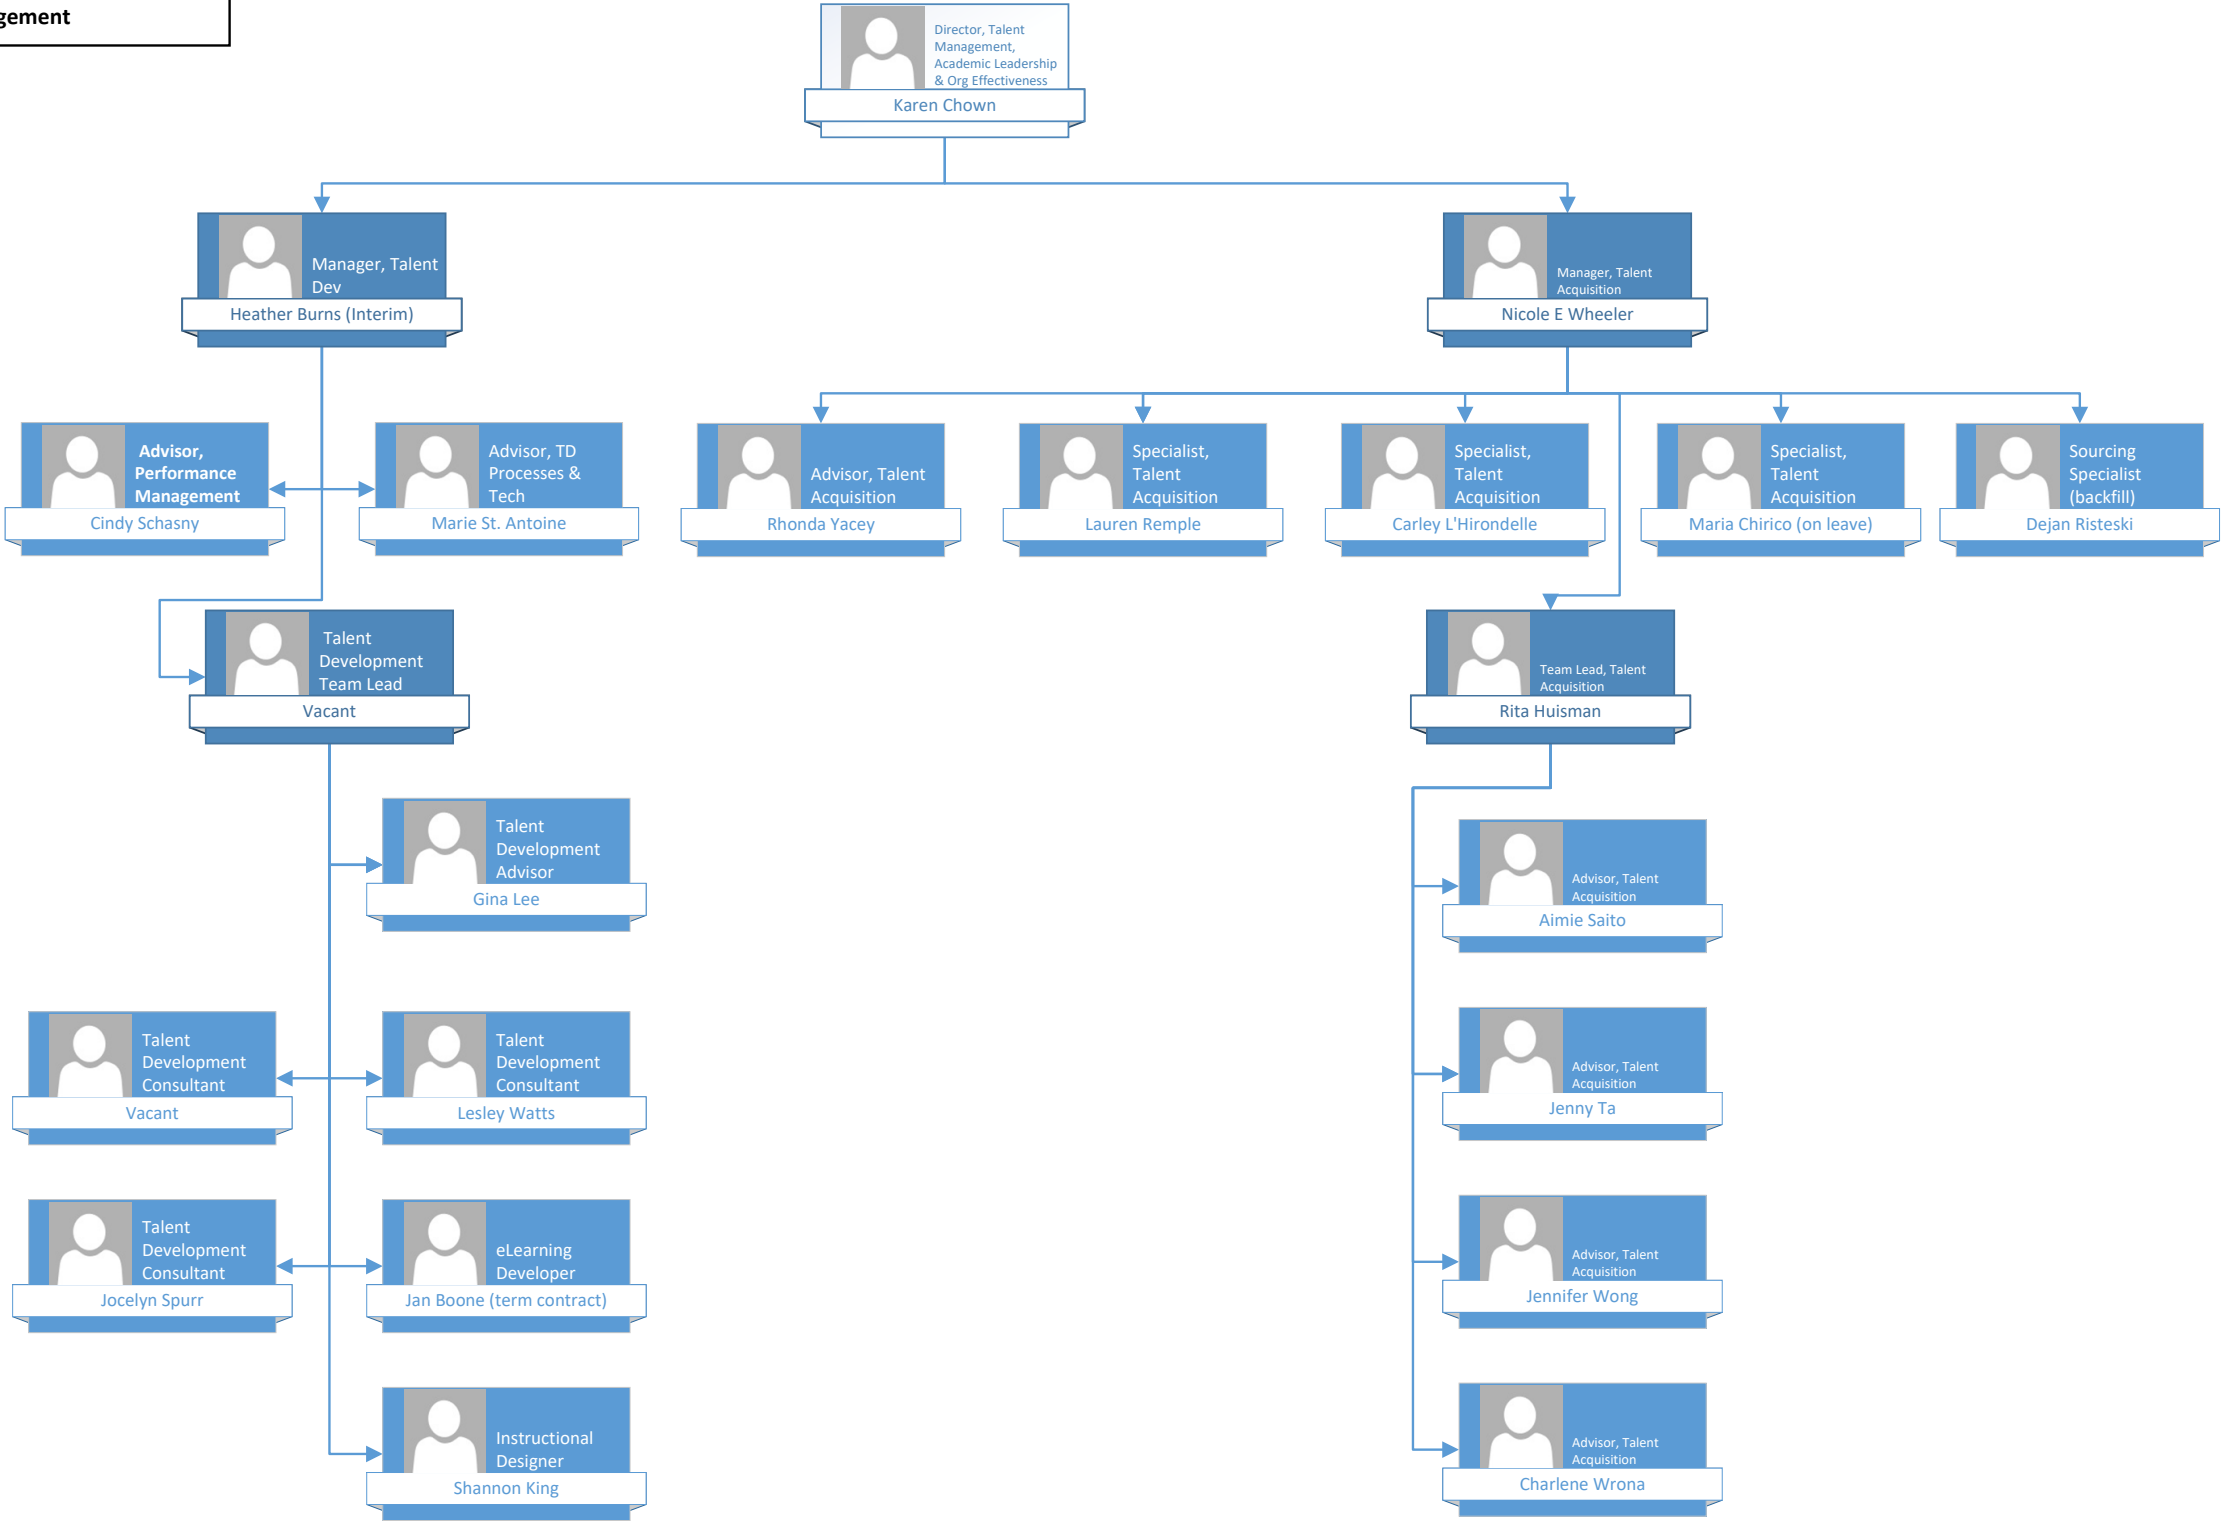 Director, Talent
Management,
Academic Leadership
& Org Effectiveness
Karen Chown
Manager, Talent
Dev
Heather Burns (Interim)
Manager, Talent
Acquisition
Nicole E Wheeler
Advisor,
Performance
Management
Cindy Schasny
Advisor, TD
Processes &
Tech
Marie St. Antoine
Advisor, Talent
Acquisition
Rhonda Yacey
Specialist,
Talent
Acquisition
Lauren Remple
Specialist,
Talent
Acquisition
Carley L'Hirondelle
Specialist,
Talent
Acquisition
Maria Chirico (on leave)
Sourcing
Specialist
(backfill)
Dejan Risteski
Talent
Development
Team Lead
Vacant
Team Lead, Talent
Acquisition
Rita Huisman
Talent
Development
Advisor
Gina Lee
Advisor, Talent
Acquisition
Aimie Saito
Talent
Development
Consultant
Vacant
Talent
Development
Consultant
Lesley Watts
Advisor, Talent
Acquisition
Jenny Ta
Talent
Development
Consultant
Jocelyn Spurr
eLearning
Developer
Jan Boone (term contract)
Advisor, Talent
Acquisition
Jennifer Wong
Instructional
Designer
Shannon King
Advisor, Talent
Acquisition
Charlene Wrona